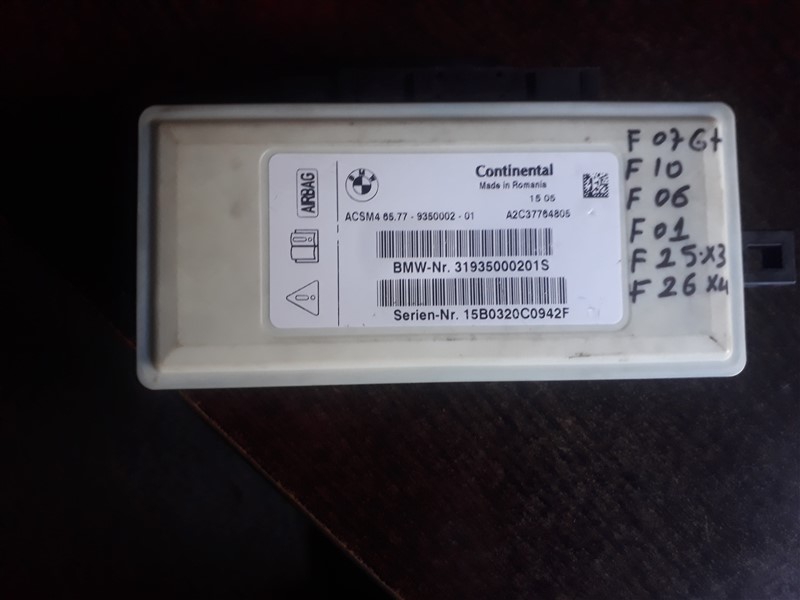 AIRBAG
BMW
Continental
Made in Romania
15 05
ACSM4 65.77 - 9350002 - 01 A2C37764805
BMW-Nr. 31935000201S
Serien-Nr. 15B0320C0942F
F 07 Gt
F 10
F 06
F 01
F 25 X3
F 26 X4